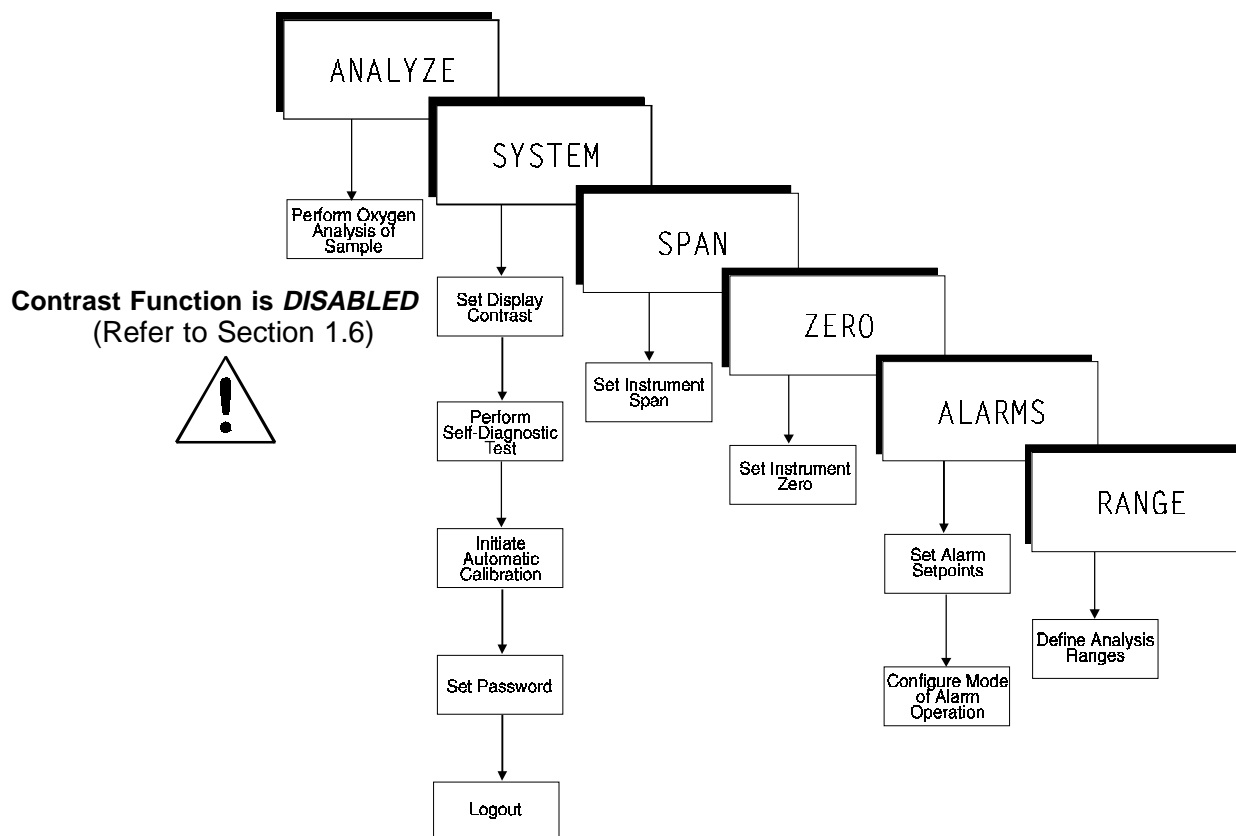 ANALYZE
SYSTEM
Perform Oxygen
Analysis of
Sample
SPAN
Contrast Function is DISABLED
(Refer to Section 1.6)
!
Set Display
Contrast
ZERO
Set Instrument
Span
ALARMS
Perform
Self-Diagnostic
Test
Set Instrument
Zero
RANGE
Initiate
Automatic
Calibration
Set Alarm
Setpoints
Define Analysis
Ranges
Set Password
Configure Mode
of Alarm
Operation
Logout